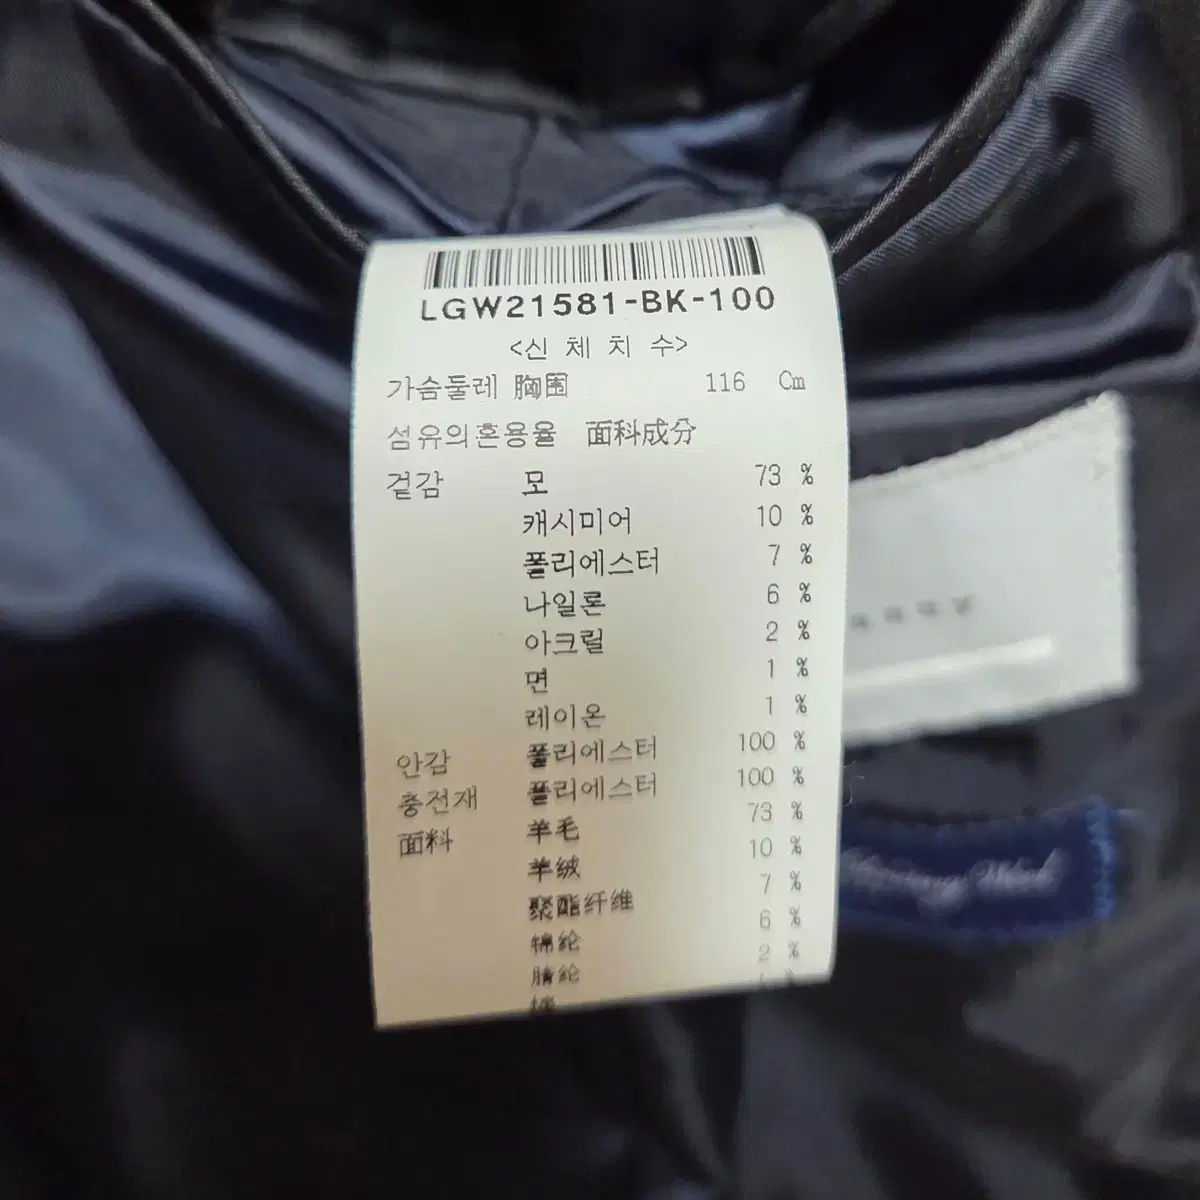 LGW21581-BK-100
<신 체 치 수>
가슴둘레 胸围 116 Cm
섬유의혼용율 面料成分
겉감 모 73 %
캐시미어 10 %
폴리에스터 7 %
나일론 6 %
아크릴 2 %
면 1 %
레이온 1 %
안감 폴리에스터 100 %
충전재 폴리에스터 100 %
面料 羊毛 73 %
羊绒 10 %
聚酯纤维 7 %
锦纶 6 %
腈纶 2 %